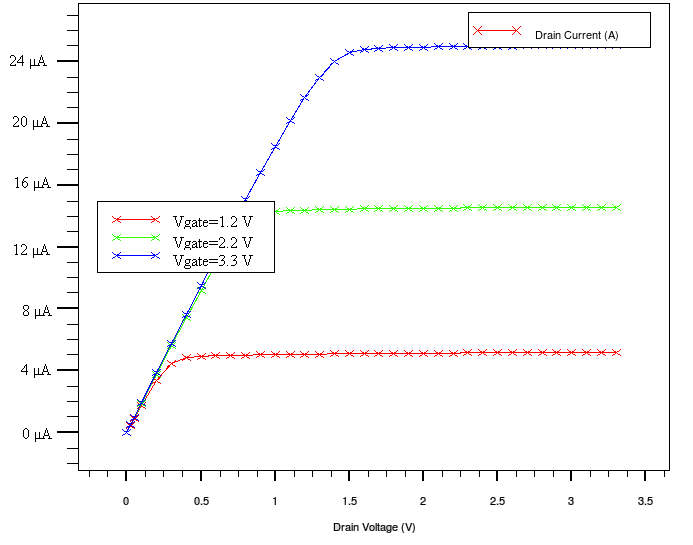 Drain Current (A)
24 μA
20 μA
16 μA
12 μA
8 μA
4 μA
0 μA
Vgate=1.2 V
Vgate=2.2 V
Vgate=3.3 V
0 0.5 1 1.5 2 2.5 3 3.5
Drain Voltage (V)